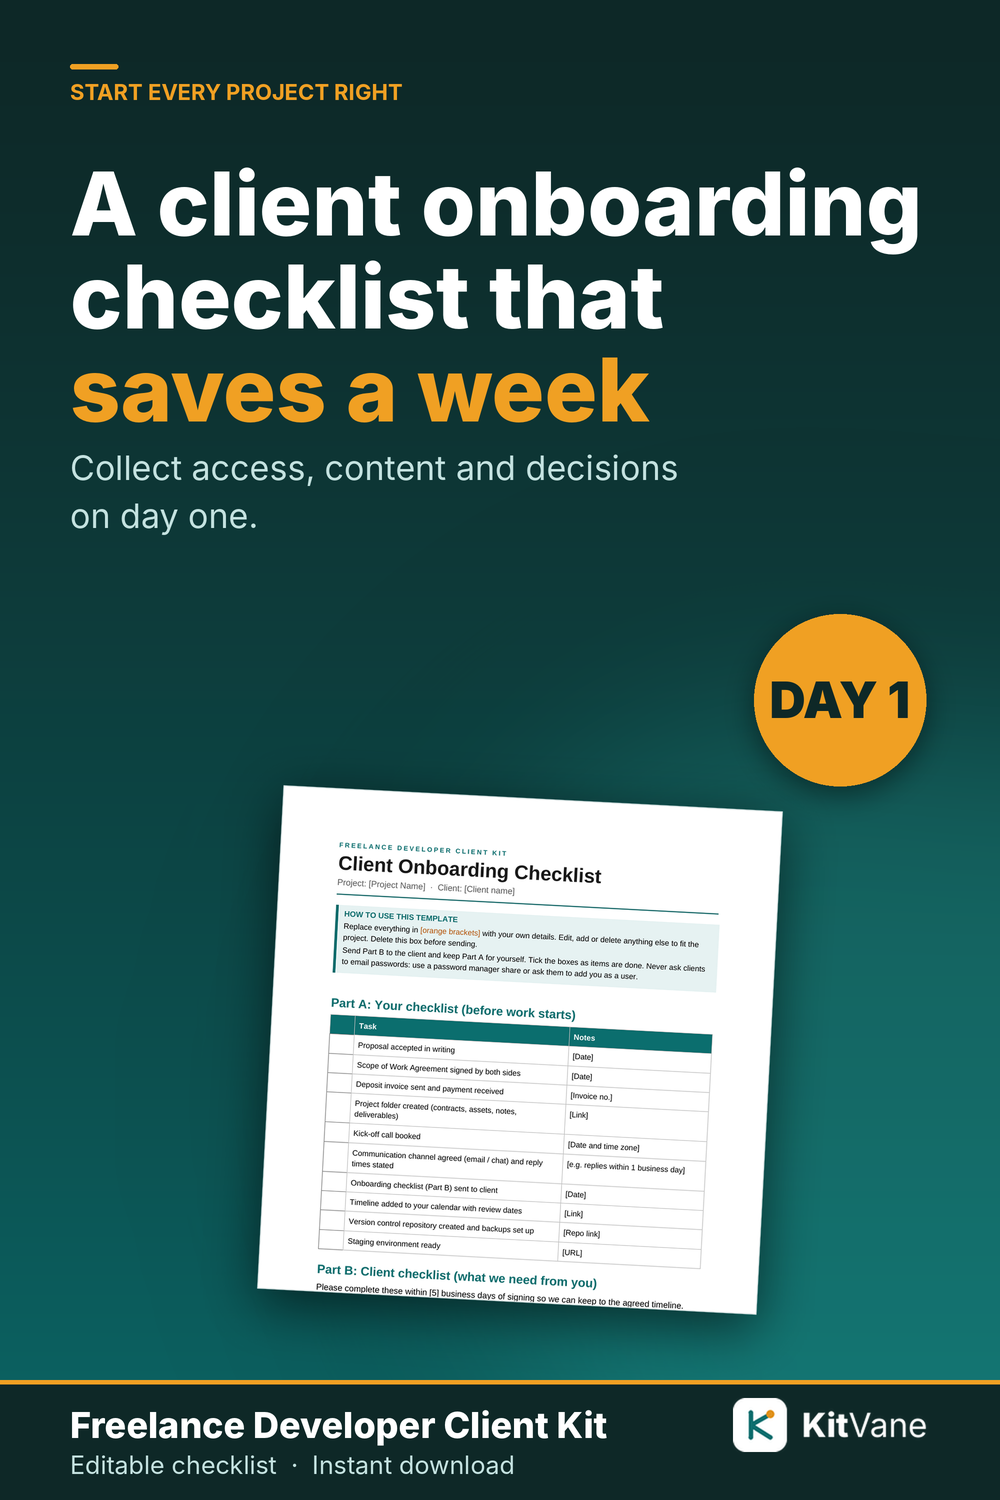 START EVERY PROJECT RIGHT
A client onboarding
checklist that
saves a week
Collect access, content and decisions
on day one.
DAY 1
FREELANCE DEVELOPER CLIENT KIT
Client Onboarding Checklist
Project: [Project Name] · Client: [Client name]
HOW TO USE THIS TEMPLATE
Replace everything in [orange brackets] with your own details. Edit, add or delete anything else to fit the
project. Delete this box before sending.
Send Part B to the client and keep Part A for yourself. Tick the boxes as items are done. Never ask clients
to email passwords: use a password manager share or ask them to add you as a user.
Part A: Your checklist (before work starts)
Task Notes
Proposal accepted in writing [Date]
Scope of Work Agreement signed by both sides [Date]
Deposit invoice sent and payment received [Invoice no.]
Project folder created (contracts, assets, notes, [Link]
deliverables)
Kick-off call booked [Date and time zone]
Communication channel agreed (email / chat) and reply [e.g. replies within 1 business day]
times stated
Onboarding checklist (Part B) sent to client [Date]
Timeline added to your calendar with review dates [Link]
Version control repository created and backups set up [Repo link]
Staging environment ready [URL]
Part B: Client checklist (what we need from you)
Please complete these within [5] business days of signing so we can keep to the agreed timeline.
Freelance Developer Client Kit
Editable checklist · Instant download
KitVane